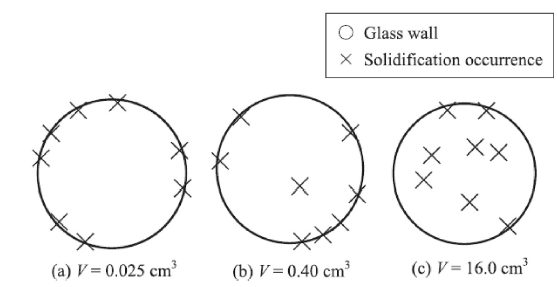 Glass wall
Solidification occurrence
(a) V = 0.025 cm³
(b) V = 0.40 cm³
(c) V = 16.0 cm³